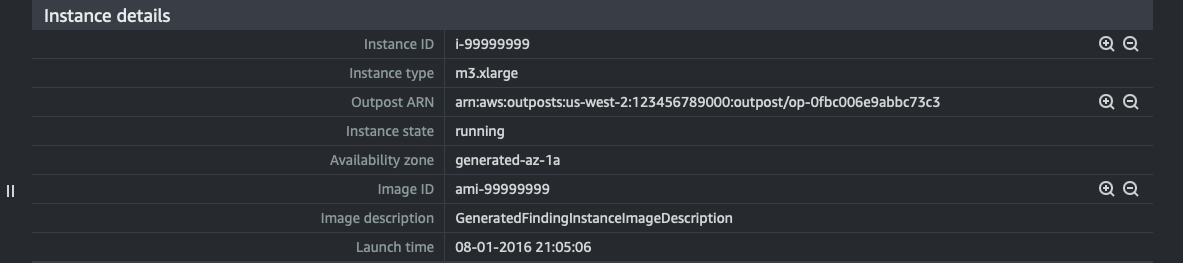 Instance details
Instance ID i-99999999
Instance type m3.xlarge
Outpost ARN arn:aws:outposts:us-west-2:123456789000:outpost/op-0fbc006e9abbc73c3
Instance state running
Availability zone generated-az-1a
Image ID ami-99999999
Image description GeneratedFindingInstanceImageDescription
Launch time 08-01-2016 21:05:06